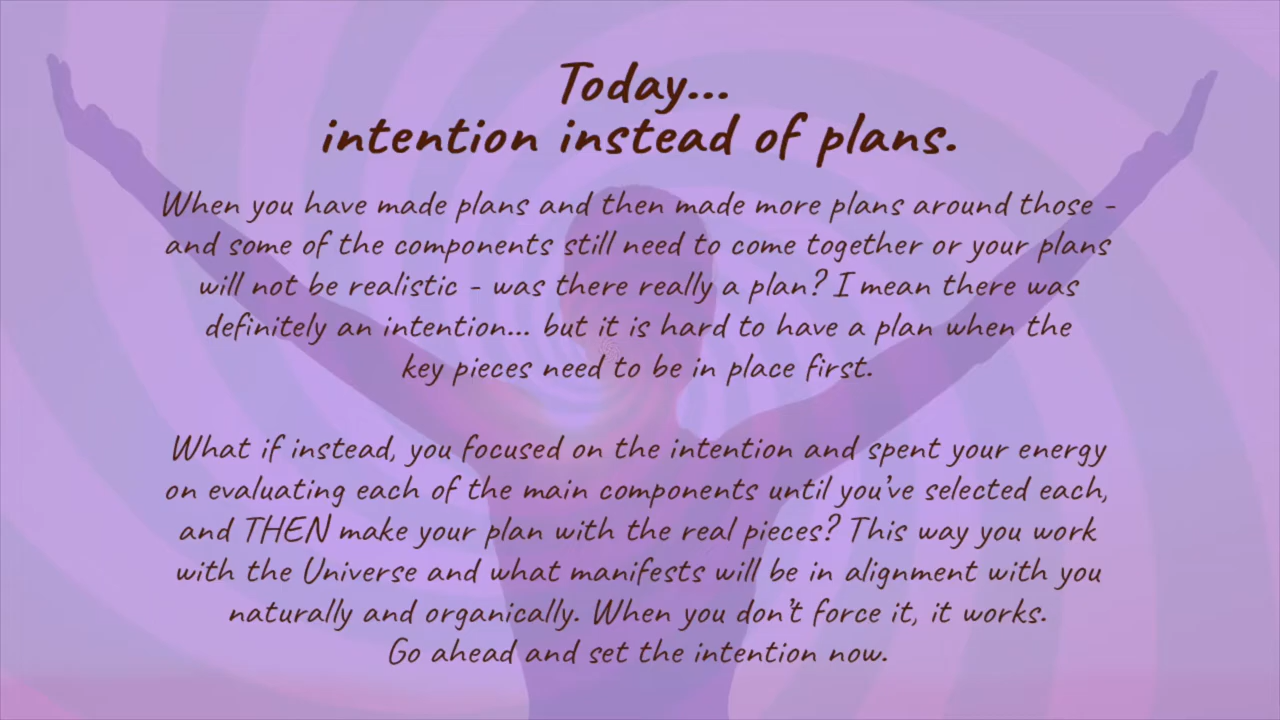 Today...
intention instead of plans.
When you have made plans and then made more plans around those -
and some of the components still need to come together or your plans
will not be realistic - was there really a plan? I mean there was
definitely an intention... but it is hard to have a plan when the
key pieces need to be in place first.
What if instead, you focused on the intention and spent your energy
on evaluating each of the main components until you've selected each,
and THEN make your plan with the real pieces? This way you work
with the Universe and what manifests will be in alignment with you
naturally and organically. When you don't force it, it works.
Go ahead and set the intention now.